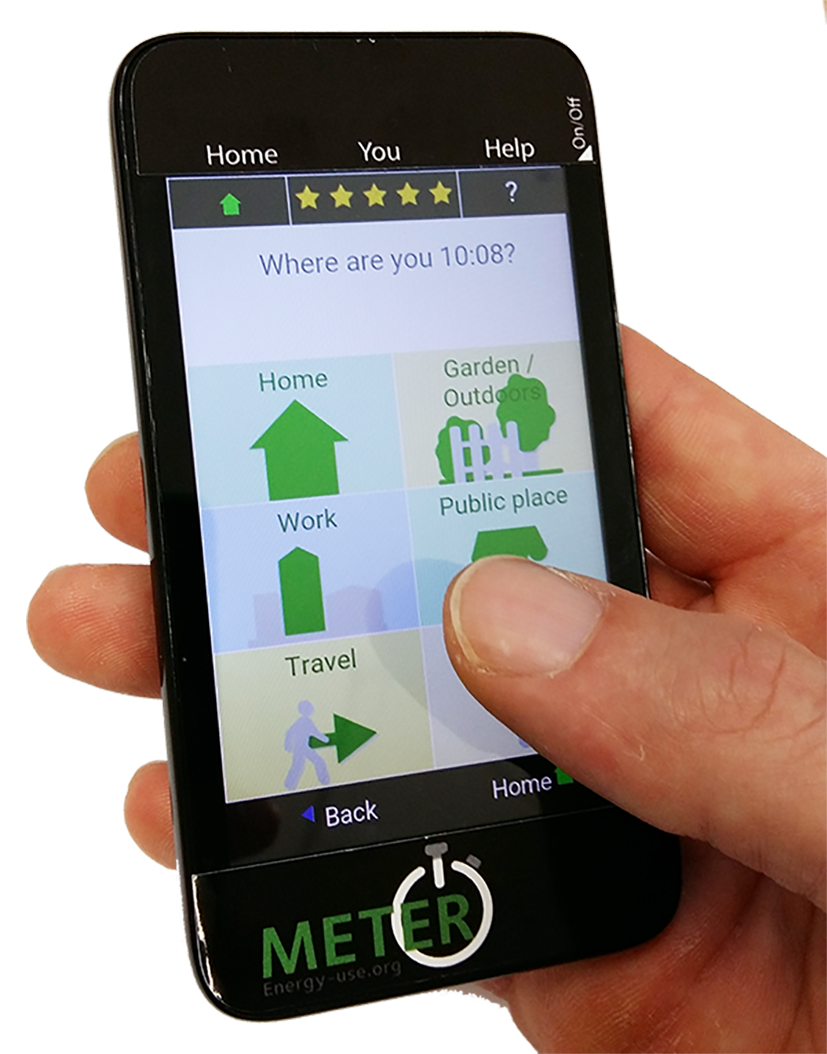 On/Off
Home
You
Help
?
Where are you 10:08?
Home
Garden /
Outdoors
Work
Public place
Travel
Back
Home
METER
Energy-use.org